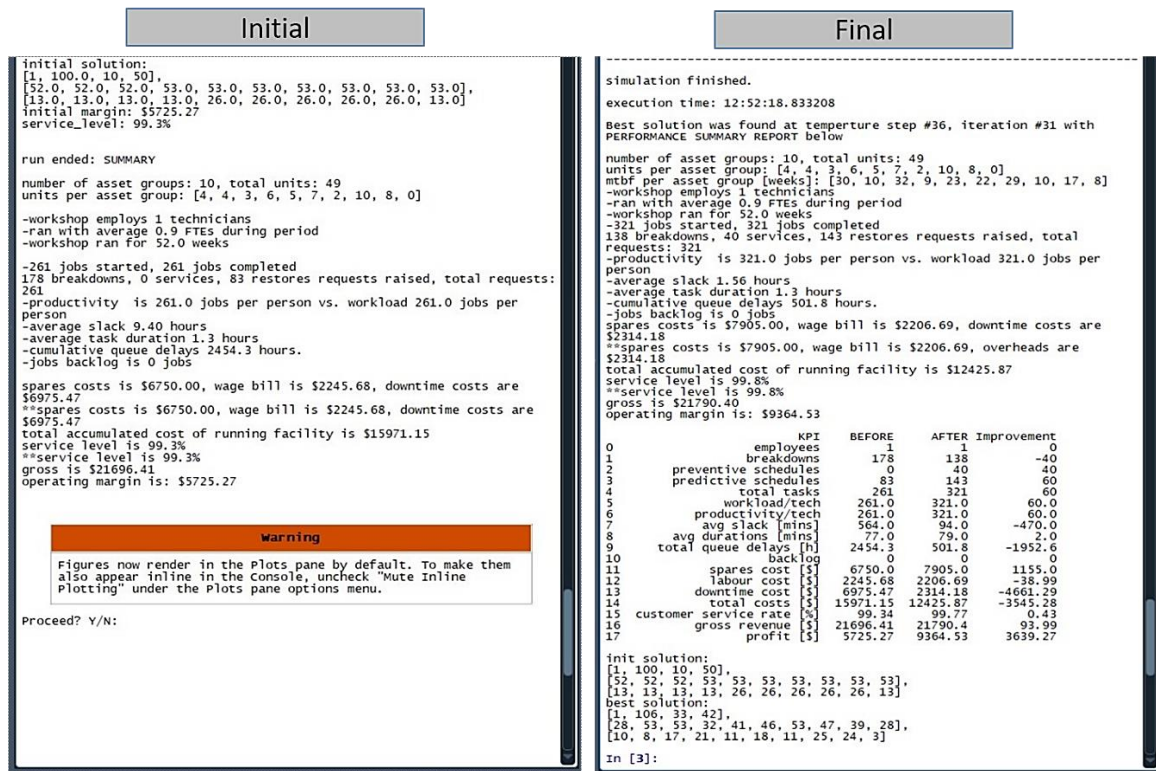 Initial
initial solution:
[1, 100.0, 10, 50],
[52.0, 52.0, 52.0, 53.0, 53.0, 53.0, 53.0, 53.0, 53.0, 53.0],
[13.0, 13.0, 13.0, 13.0, 26.0, 26.0, 26.0, 26.0, 26.0, 13.0]
initial margin: $5725.27
service_level: 99.3%
run ended: SUMMARY
number of asset groups: 10, total units: 49
units per asset group: [4, 4, 3, 6, 5, 7, 2, 10, 8, 0]
-workshop employs 1 technicians
-ran with average 0.9 FTEs during period
-workshop ran for 52.0 weeks
-261 jobs started, 261 jobs completed
178 breakdowns, 0 services, 83 restores requests raised, total requests:
261
-productivity  is 261.0 jobs per person vs. workload 261.0 jobs per
person
-average slack 9.40 hours
-average task duration 1.3 hours
-cumulative queue delays 2454.3 hours.
-jobs backlog is 0 jobs
spares costs is $6750.00, wage bill is $2245.68, downtime costs are
$6975.47
**spares costs is $6750.00, wage bill is $2245.68, downtime costs are
$6975.47
total accumulated cost of running facility is $15971.15
service level is 99.3%
**service level is 99.3%
gross is $21696.41
operating margin is: $5725.27
Warning
Figures now render in the Plots pane by default. To make them
also appear inline in the Console, uncheck "Mute Inline
Plotting" under the Plots pane options menu.
Proceed? Y/N:
Final
simulation finished.
execution time: 12:52:18.833208
Best solution was found at temperture step #36, iteration #31 with
PERFORMANCE SUMMARY REPORT below
number of asset groups: 10, total units: 49
units per asset group: [4, 4, 3, 6, 5, 7, 2, 10, 8, 0]
mtbf per asset group [weeks]: [30, 10, 32, 9, 23, 22, 29, 10, 17, 8]
-workshop employs 1 technicians
-ran with average 0.9 FTEs during period
-workshop ran for 52.0 weeks
-321 jobs started, 321 jobs completed
138 breakdowns, 40 services, 143 restores requests raised, total
requests: 321
-productivity  is 321.0 jobs per person vs. workload 321.0 jobs per
person
-average slack 1.56 hours
-average task duration 1.3 hours
-cumulative queue delays 501.8 hours.
-jobs backlog is 0 jobs
spares costs is $7905.00, wage bill is $2206.69, downtime costs are
$2314.18
**spares costs is $7905.00, wage bill is $2206.69, overheads are
$2314.18
total accumulated cost of running facility is $12425.87
service level is 99.8%
**service level is 99.8%
gross is $21790.40
operating margin is: $9364.53
KPI BEFORE AFTER Improvement
0 employees 1 1 0
1 breakdowns 178 138 -40
2 preventive schedules 0 40 40
3 predictive schedules 83 143 60
4 total tasks 261 321 60
5 workload/tech 261.0 321.0 60.0
6 productivity/tech 261.0 321.0 60.0
7 avg slack [mins] 564.0 94.0 -470.0
8 avg durations [mins] 77.0 79.0 2.0
9 total queue delays [h] 2454.3 501.8 -1952.6
10 backlog 0 0 0
11 spares cost [$] 6750.0 7905.0 1155.0
12 labour cost [$] 2245.68 2206.69 -38.99
13 downtime cost [$] 6975.47 2314.18 -4661.29
14 total costs [$] 15971.15 12425.87 -3545.28
15 customer service rate [%] 99.34 99.77 0.43
16 gross revenue [$] 21696.41 21790.4 93.99
17 profit [$] 5725.27 9364.53 3639.27
init solution:
[1, 100, 10, 50],
[52, 52, 52, 53, 53, 53, 53, 53, 53, 53],
[13, 13, 13, 13, 26, 26, 26, 26, 26, 13]
best solution:
[1, 106, 33, 42],
[28, 53, 53, 32, 41, 46, 53, 47, 39, 28],
[10, 8, 17, 21, 11, 18, 11, 25, 24, 3]
In [3]: